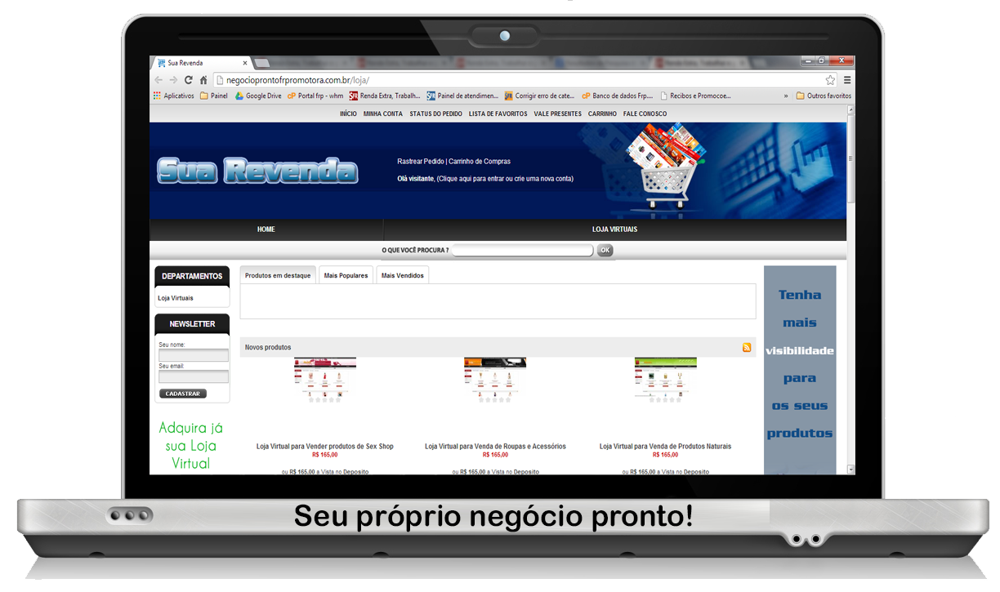 Sua Revenda
negocioprontofrpromotora.com.br/loja/
Aplicativos Painel Google Drive cP Portal frp - whm Renda Extra, Trabalh... Painel de atendimen... Corrigir erro de cate... cP Banco de dados Frp.... Recibos e Promocoe... » Outros favoritos
INÍCIO MINHA CONTA STATUS DO PEDIDO LISTA DE FAVORITOS VALE PRESENTES CARRINHO FALE CONOSCO
Sua Revenda
Rastrear Pedido | Carrinho de Compras
Olá visitante, (Clique aqui para entrar ou crie uma nova conta)
HOME LOJA VIRTUAIS
O QUE VOCÊ PROCURA ? OK
DEPARTAMENTOS
Loja Virtuais
NEWSLETTER
Seu nome:
Seu email:
CADASTRAR
Adquira já
sua Loja
Virtual
Produtos em destaque Mais Populares Mais Vendidos
Novos produtos
Loja Virtual para Vender produtos de Sex Shop
R$ 165,00
ou R$ 165,00 a Vista no Deposito
Loja Virtual para Venda de Roupas e Acessórios
R$ 165,00
ou R$ 165,00 a Vista no Deposito
Loja Virtual para Venda de Produtos Naturais
R$ 165,00
ou R$ 165,00 a Vista no Deposito
Tenha
mais
visibilidade
para
os seus
produtos
Seu próprio negócio pronto!